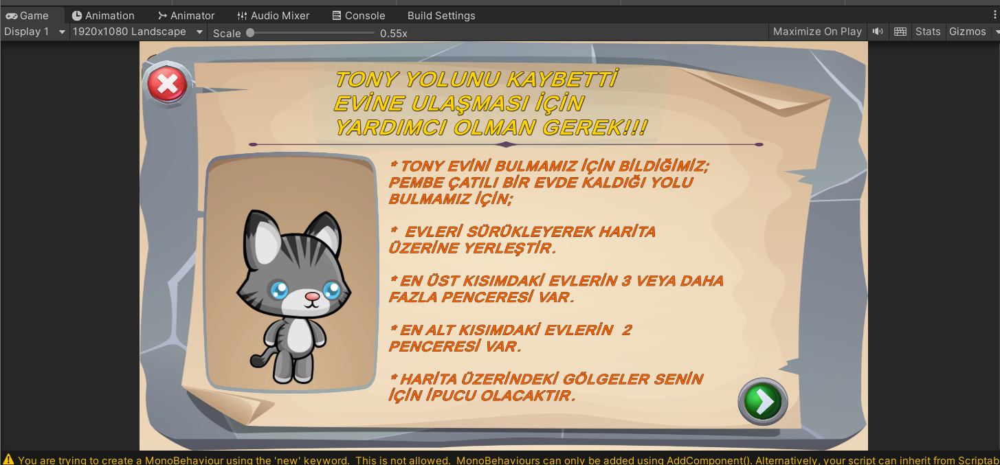 Game Animation Animator Audio Mixer Console Build Settings
Display 1 1920x1080 Landscape Scale 0.55x Maximize On Play Stats Gizmos
TONY YOLUNU KAYBETTİ
EVİNE ULAŞMASI İÇİN
YARDIMCI OLMAN GEREK!!!
* TONY EVİNİ BULMAMIZ İÇİN BİLDİĞİMİZ;
PEMBE ÇATILI BİR EVDE KALDIĞI YOLU
BULMAMIZ İÇİN;
* EVLERİ SÜRÜKLEYEREK HARİTA
ÜZERİNE YERLEŞTİR.
* EN ÜST KISIMDAKİ EVLERİN 3 VEYA DAHA
FAZLA PENCERESİ VAR.
* EN ALT KISIMDAKİ EVLERİN 2
PENCERESİ VAR.
* HARİTA ÜZERİNDEKİ GÖLGELER SENİN
İÇİN İPUCU OLACAKTIR.
You are trying to create a MonoBehaviour using the 'new' keyword. This is not allowed. MonoBehaviours can only be added using AddComponent(). Alternatively, your script can inherit from Scriptab